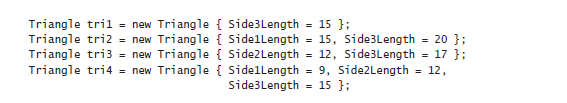 Triangle tri1 = new Triangle { Side3Length = 15 };
Triangle tri2 = new Triangle { Side1Length = 15, Side3Length = 20 };
Triangle tri3 = new Triangle { Side2Length = 12, Side3Length = 17 };
Triangle tri4 = new Triangle { Side1Length = 9, Side2Length = 12,
Side3Length = 15 };